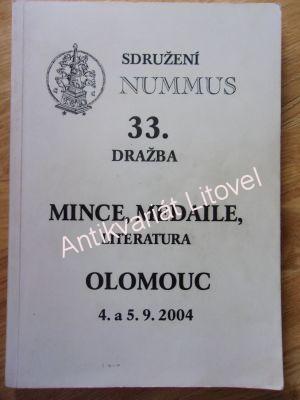 SDRUŽENÍ
NUMMUS
33.
DRAŽBA
MINCE, MEDAILE,
LITERATURA
OLOMOUC
4. a 5. 9. 2004
Antikvariát Litovel